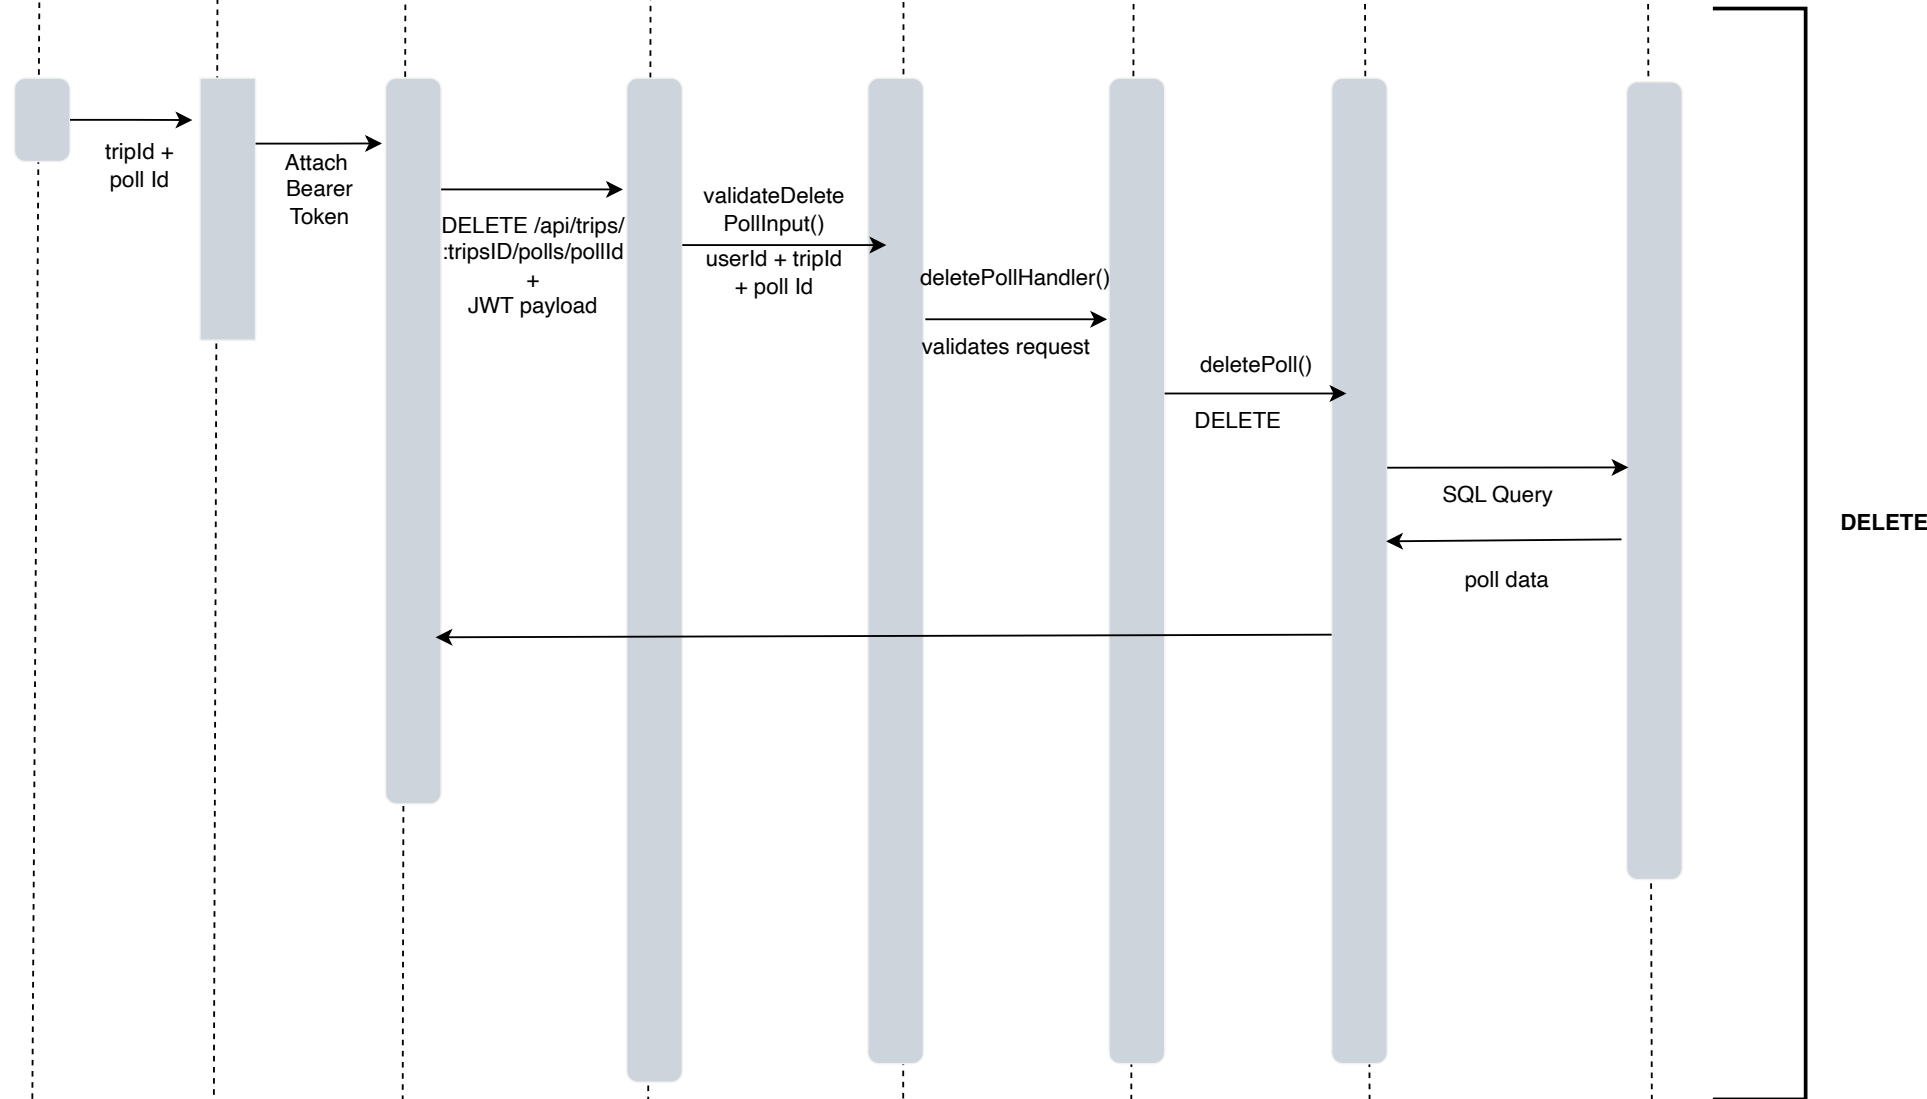 tripId +
poll Id
Attach
Bearer
Token
DELETE /api/trips/
:tripsID/polls/pollId
+
JWT payload
validateDelete
PollInput()
userId + tripId
+ poll Id
deletePollHandler()
validates request
deletePoll()
DELETE
SQL Query
poll data
DELETE